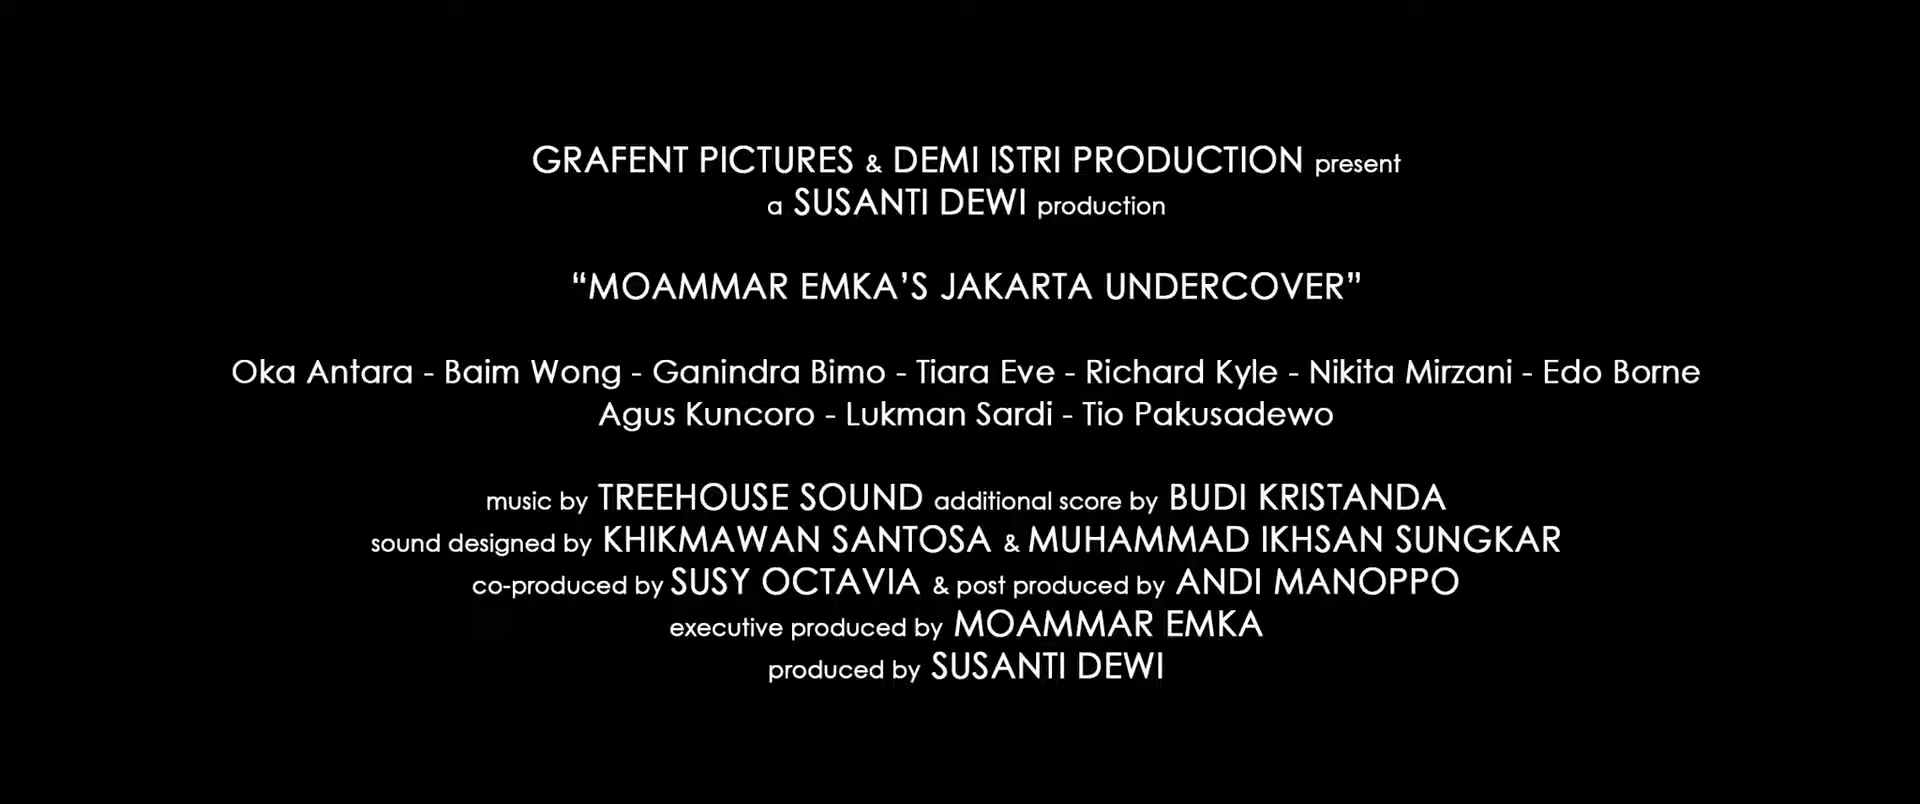 GRAFENT PICTURES & DEMI ISTRI PRODUCTION present
a SUSANTI DEWI production
“MOAMMAR EMKA’S JAKARTA UNDERCOVER”
Oka Antara - Baim Wong - Ganindra Bimo - Tiara Eve - Richard Kyle - Nikita Mirzani - Edo Borne
Agus Kuncoro - Lukman Sardi - Tio Pakusadewo
music by TREEHOUSE SOUND additional score by BUDI KRISTANDA
sound designed by KHIKMAWAN SANTOSA & MUHAMMAD IKHSAN SUNGKAR
co-produced by SUSY OCTAVIA & post produced by ANDI MANOPPO
executive produced by MOAMMAR EMKA
produced by SUSANTI DEWI